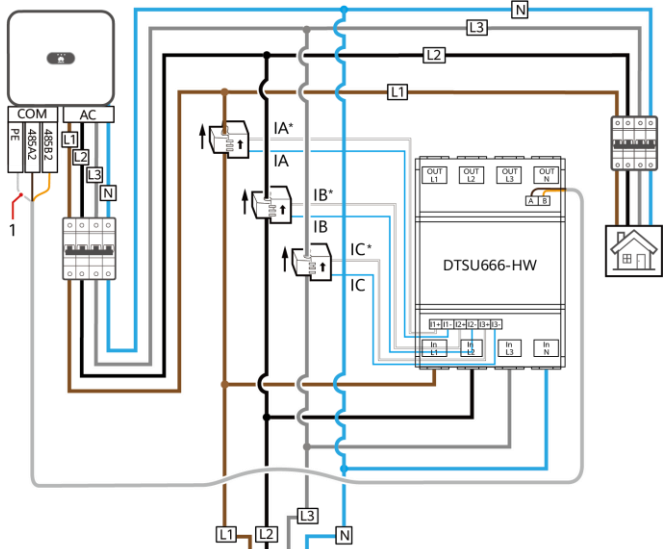 N
L3
L2
L1
COM
AC
PE
485A2
485B2
L1
L2
L3
N
1
IA*
IA
IB*
IB
IC*
IC
OUT L1
OUT L2
OUT L3
OUT N
A B
DTSU666-HW
I1+ I1- I2+ I2- I3+ I3-
In L1
In L2
In L3
In N
L1
L2
L3
N